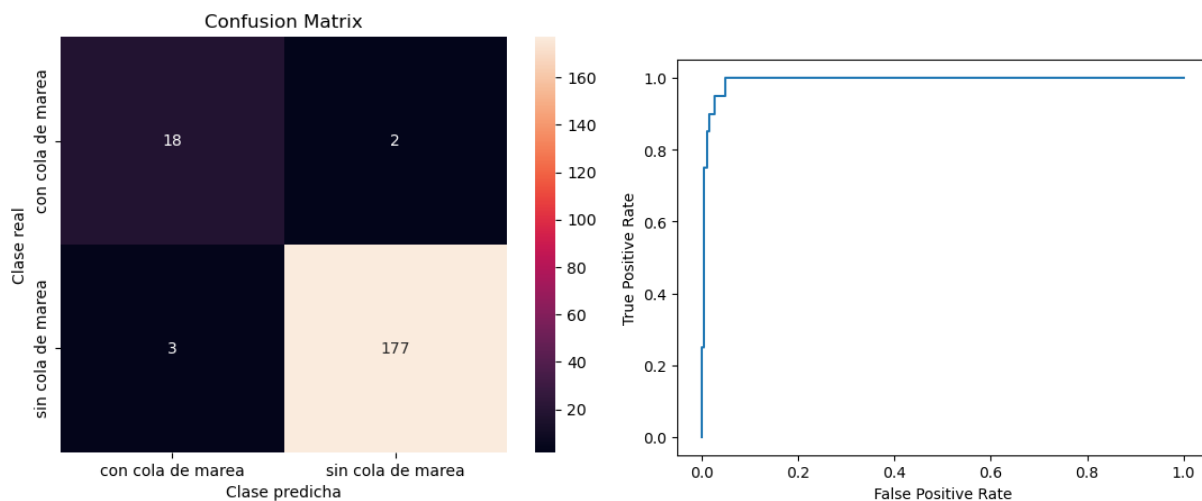 Confusion Matrix
Clase real
con cola de marea
sin cola de marea
18
2
3
177
con cola de marea
sin cola de marea
Clase predicha
160
140
120
100
80
60
40
20
True Positive Rate
1.0
0.8
0.6
0.4
0.2
0.0
0.0
0.2
0.4
0.6
0.8
1.0
False Positive Rate